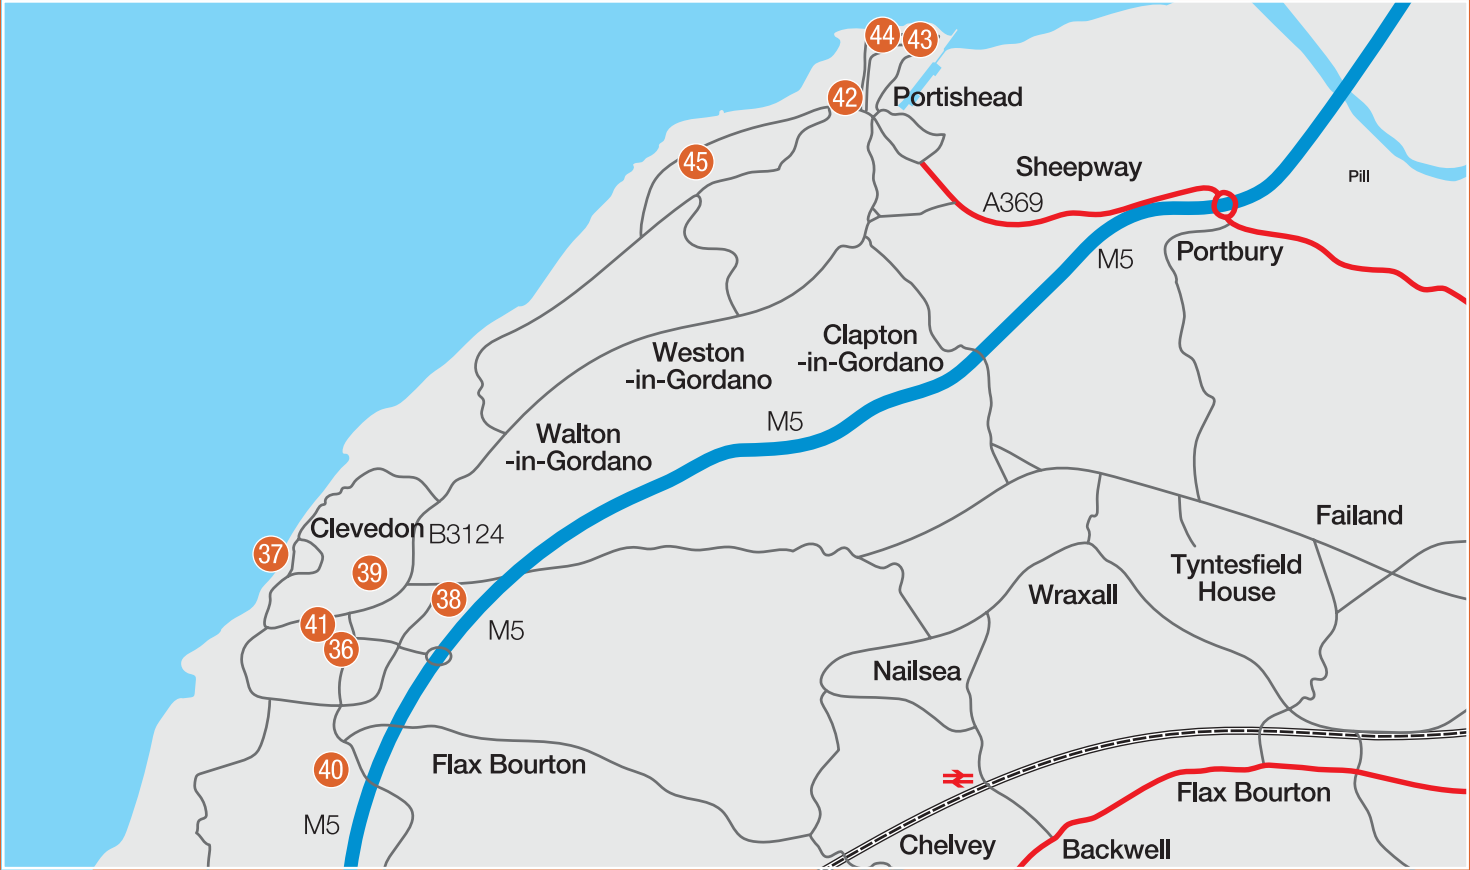 44
43
42
Portishead
45
Sheepway
Pill
A369
Portbury
M5
Clapton
-in-Gordano
Weston
-in-Gordano
M5
Walton
-in-Gordano
Failand
Clevedon
B3124
37
39
Tyntesfield
House
38
Wraxall
41
M5
36
Nailsea
40
Flax Bourton
Flax Bourton
M5
Chelvey
Backwell